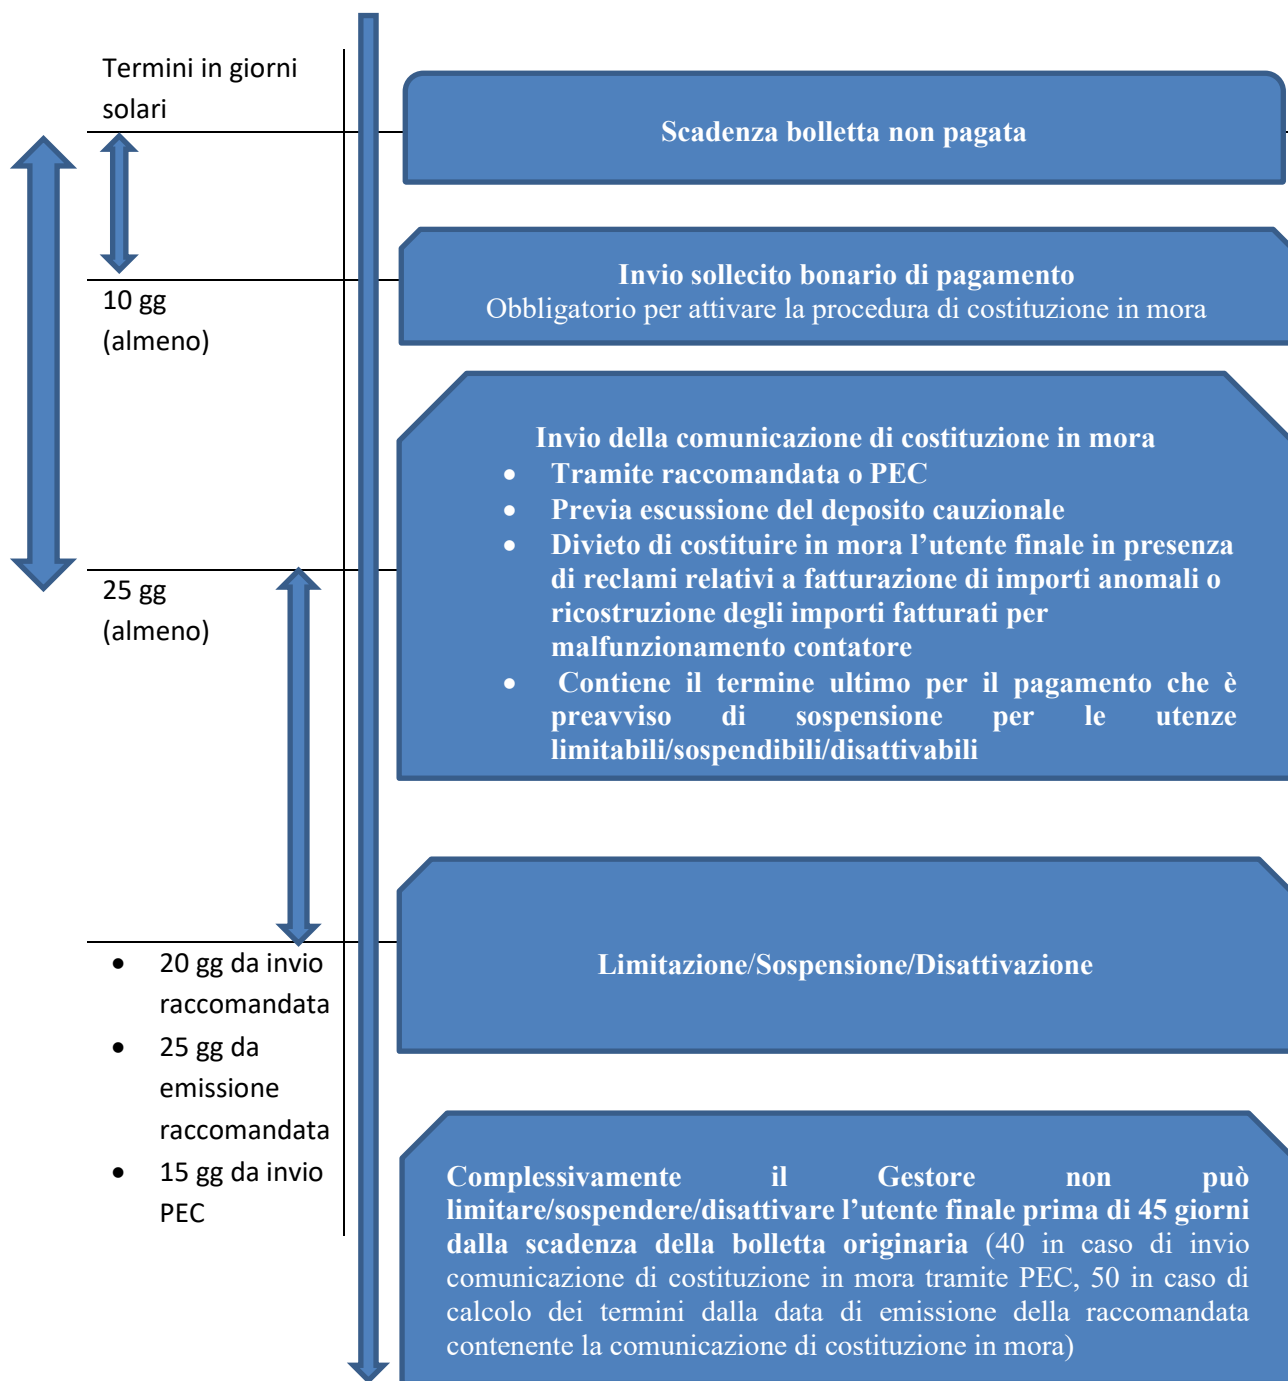 Termini in giorni
solari
Scadenza bolletta non pagata
Invio sollecito bonario di pagamento
Obbligatorio per attivare la procedura di costituzione in mora
10 gg
(almeno)
Invio della comunicazione di costituzione in mora
• Tramite raccomandata o PEC
• Previa escussione del deposito cauzionale
• Divieto di costituire in mora l’utente finale in presenza
di reclami relativi a fatturazione di importi anomali o
ricostruzione degli importi fatturati per
malfunzionamento contatore
• Contiene il termine ultimo per il pagamento che è
preavviso di sospensione per le utenze
limitabili/sospendibili/disattivabili
25 gg
(almeno)
Limitazione/Sospensione/Disattivazione
• 20 gg da invio
raccomandata
• 25 gg da
emissione
raccomandata
• 15 gg da invio
PEC
Complessivamente il Gestore non può
limitare/sospendere/disattivare l’utente finale prima di 45 giorni
dalla scadenza della bolletta originaria (40 in caso di invio
comunicazione di costituzione in mora tramite PEC, 50 in caso di
calcolo dei termini dalla data di emissione della raccomandata
contenente la comunicazione di costituzione in mora)